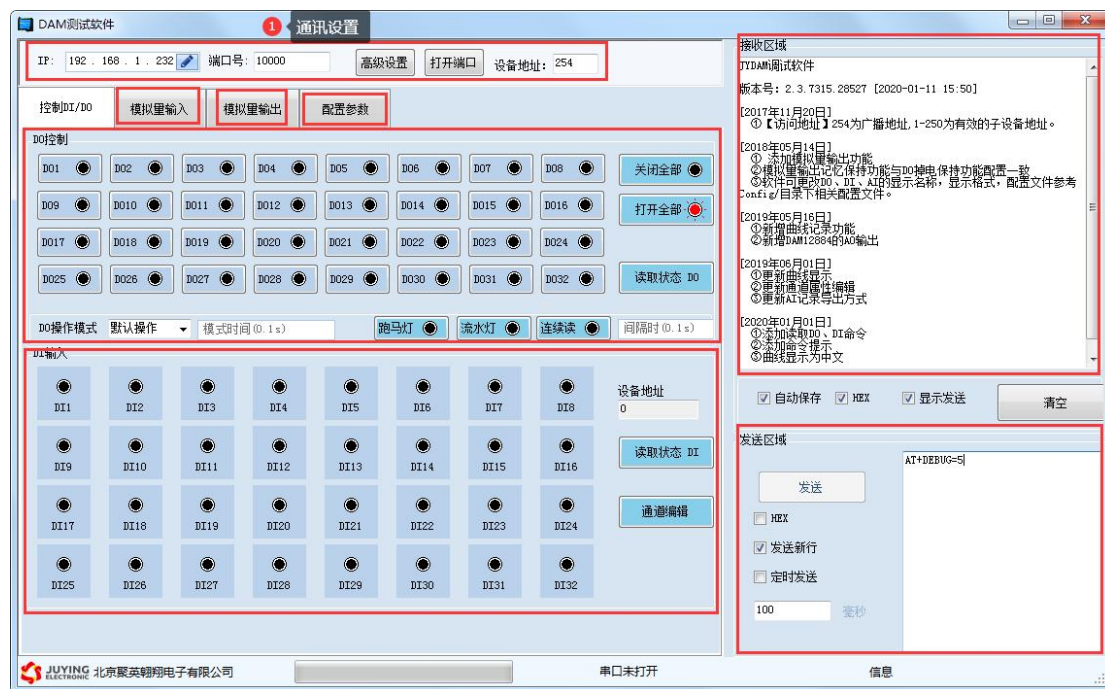 DAM测试软件
1 通讯设置
IP: 192 . 168 . 1 . 232 端口号: 10000 高级设置 打开端口 设备地址: 254
控制DI/DO 模拟里输入 模拟里输出 配置参数
DO控制
DO1 DO2 DO3 DO4 DO5 DO6 DO7 DO8 关闭全部
DO9 DO10 DO11 DO12 DO13 DO14 DO15 DO16 打开全部
DO17 DO18 DO19 DO20 DO21 DO22 DO23 DO24
DO25 DO26 DO27 DO28 DO29 DO30 DO31 DO32 读取状态 DO
DO操作模式 默认操作 模式时间(0.1s) 跑马灯 流水灯 连续读 间隔时(0.1s)
DI输入
DI1 DI2 DI3 DI4 DI5 DI6 DI7 DI8
设备地址
0
DI9 DI10 DI11 DI12 DI13 DI14 DI15 DI16
读取状态 DI
DI17 DI18 DI19 DI20 DI21 DI22 DI23 DI24
通道编辑
DI25 DI26 DI27 DI28 DI29 DI30 DI31 DI32
接收区域
JYDAM调试软件
版本号: 2.3.7315.28527 [2020-01-11 15:50]
[2017年11月20日]
①【访问地址】254为广播地址,1-250为有效的子设备地址。
[2018年05月14日]
① 添加模拟量输出功能
②模拟量输出记忆保持功能与DO掉电保持功能配置一致
③软件可更改DO、DI、AI的显示名称，显示格式，配置文件参考
Config/目录下相关配置文件。
[2019年05月16日]
①新增曲线记录功能
②新增DAM12884的AO输出
[2019年06月01日]
①更新曲线显示
②更新通道属性编辑
③更新AI记录导出方式
[2020年01月01日]
①添加读取DO、DI命令
②添加命令提示
③曲线显示为中文
自动保存 HEX 显示发送 清空
发送区域
AT+DEBUG=5
发送
HEX
发送新行
定时发送
100 毫秒
JUYING ELECTRONIC 北京聚英翱翔电子有限公司 串口未打开 信息